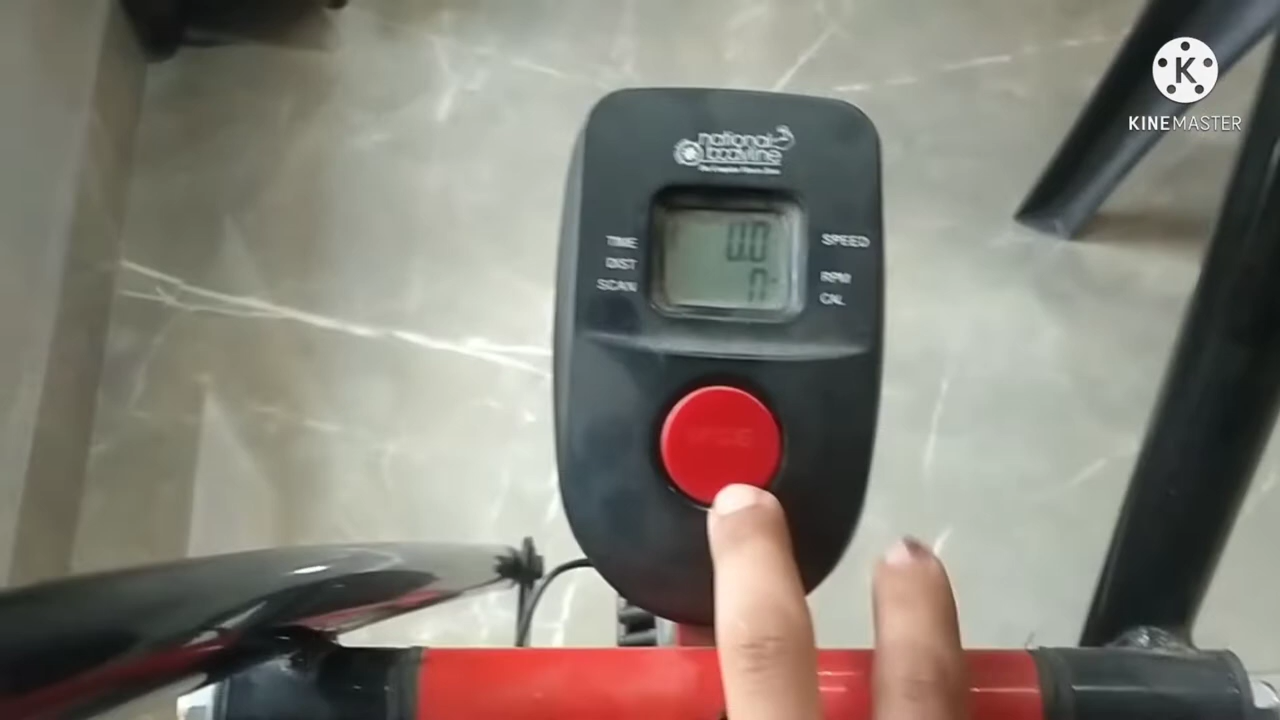 KINEMASTER
national
bodyline
0.0
TIME
SPEED
DIST
RPM
SCAN
CAL